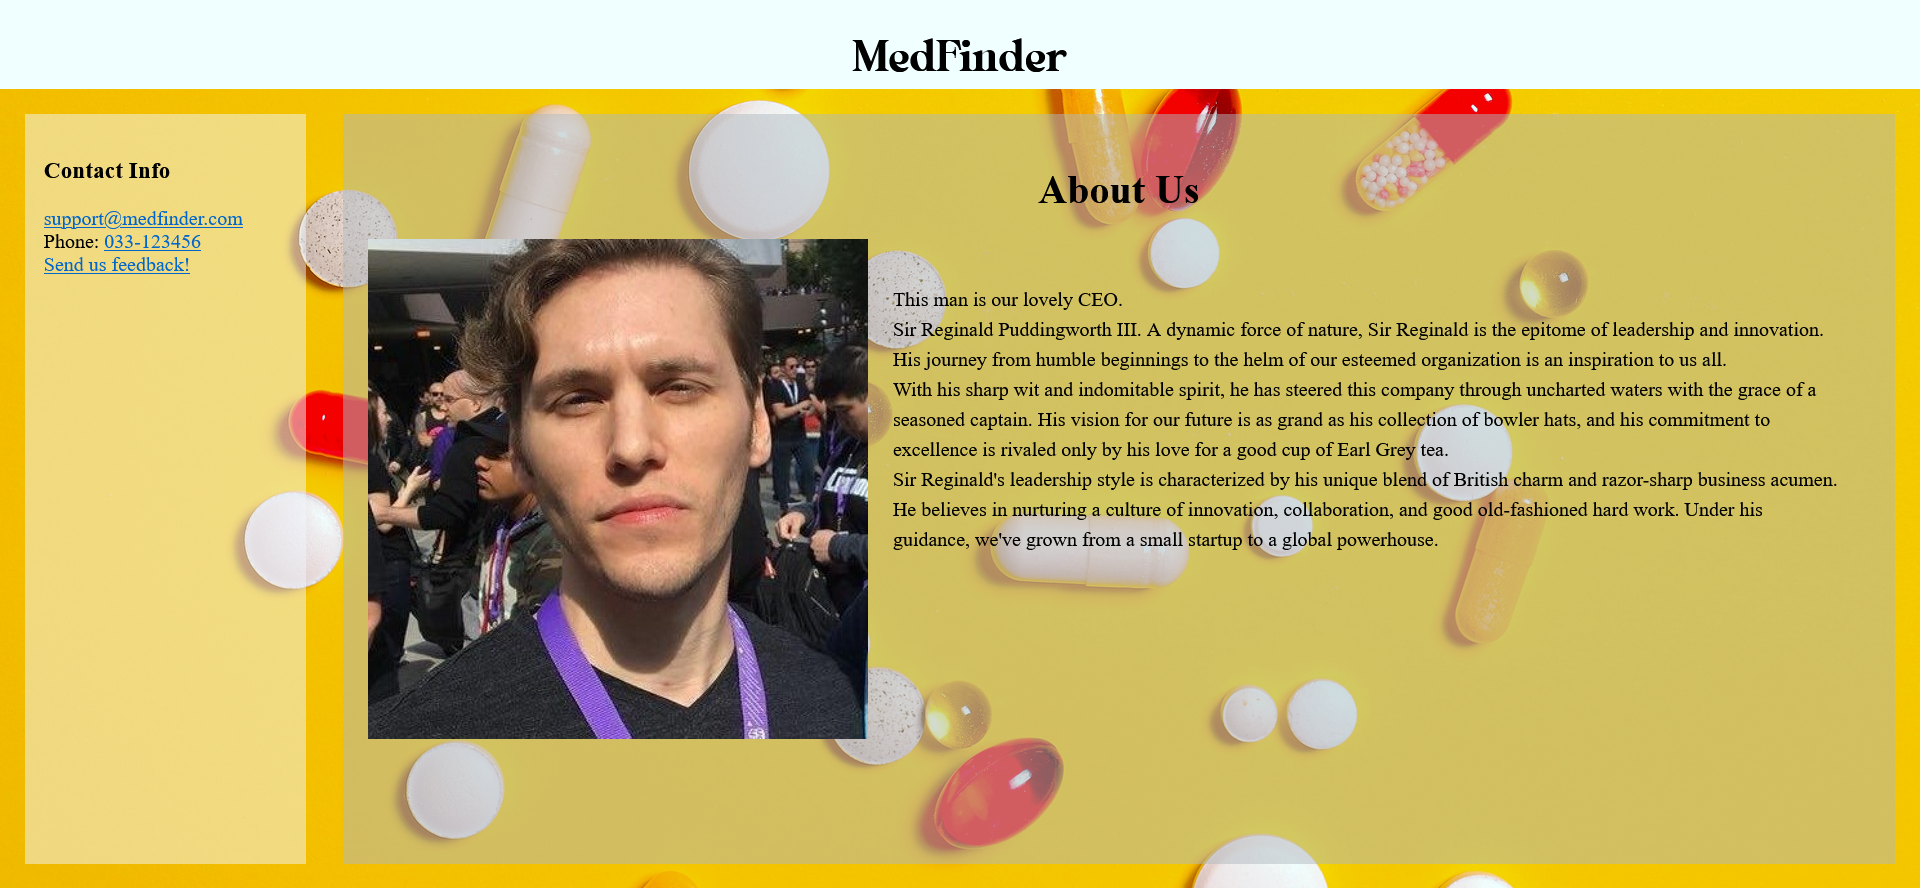 MedFinder
Contact Info
support@medfinder.com
Phone: 033-123456
Send us feedback!
About Us
This man is our lovely CEO.
Sir Reginald Puddingworth III. A dynamic force of nature, Sir Reginald is the epitome of leadership and innovation.
His journey from humble beginnings to the helm of our esteemed organization is an inspiration to us all.
With his sharp wit and indomitable spirit, he has steered this company through uncharted waters with the grace of a
seasoned captain. His vision for our future is as grand as his collection of bowler hats, and his commitment to
excellence is rivaled only by his love for a good cup of Earl Grey tea.
Sir Reginald's leadership style is characterized by his unique blend of British charm and razor-sharp business acumen.
He believes in nurturing a culture of innovation, collaboration, and good old-fashioned hard work. Under his
guidance, we've grown from a small startup to a global powerhouse.